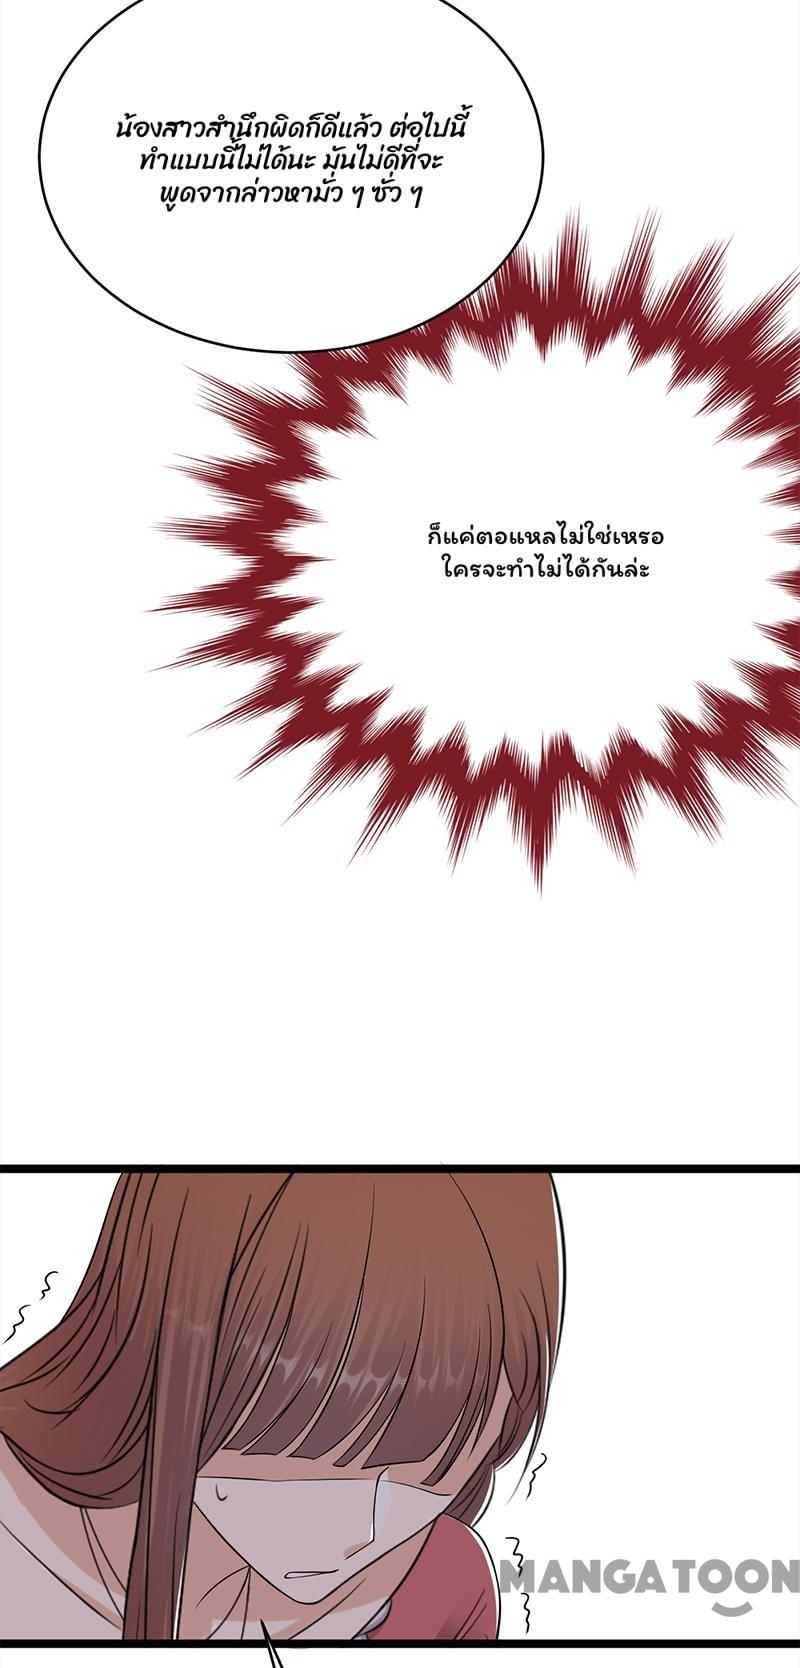 น้องสาวสำนึกผิดก็ดีแล้ว ต่อไปนี้
ทำแบบนี้ไม่ได้นะ มันไม่ดีที่จะ
พูดจากล่าวหามั่ว ๆ ซั่ว ๆ
ก็แค่ตอแหลไม่ใช่เหรอ
ใครจะทำไม่ได้กันล่ะ
MANGATOON